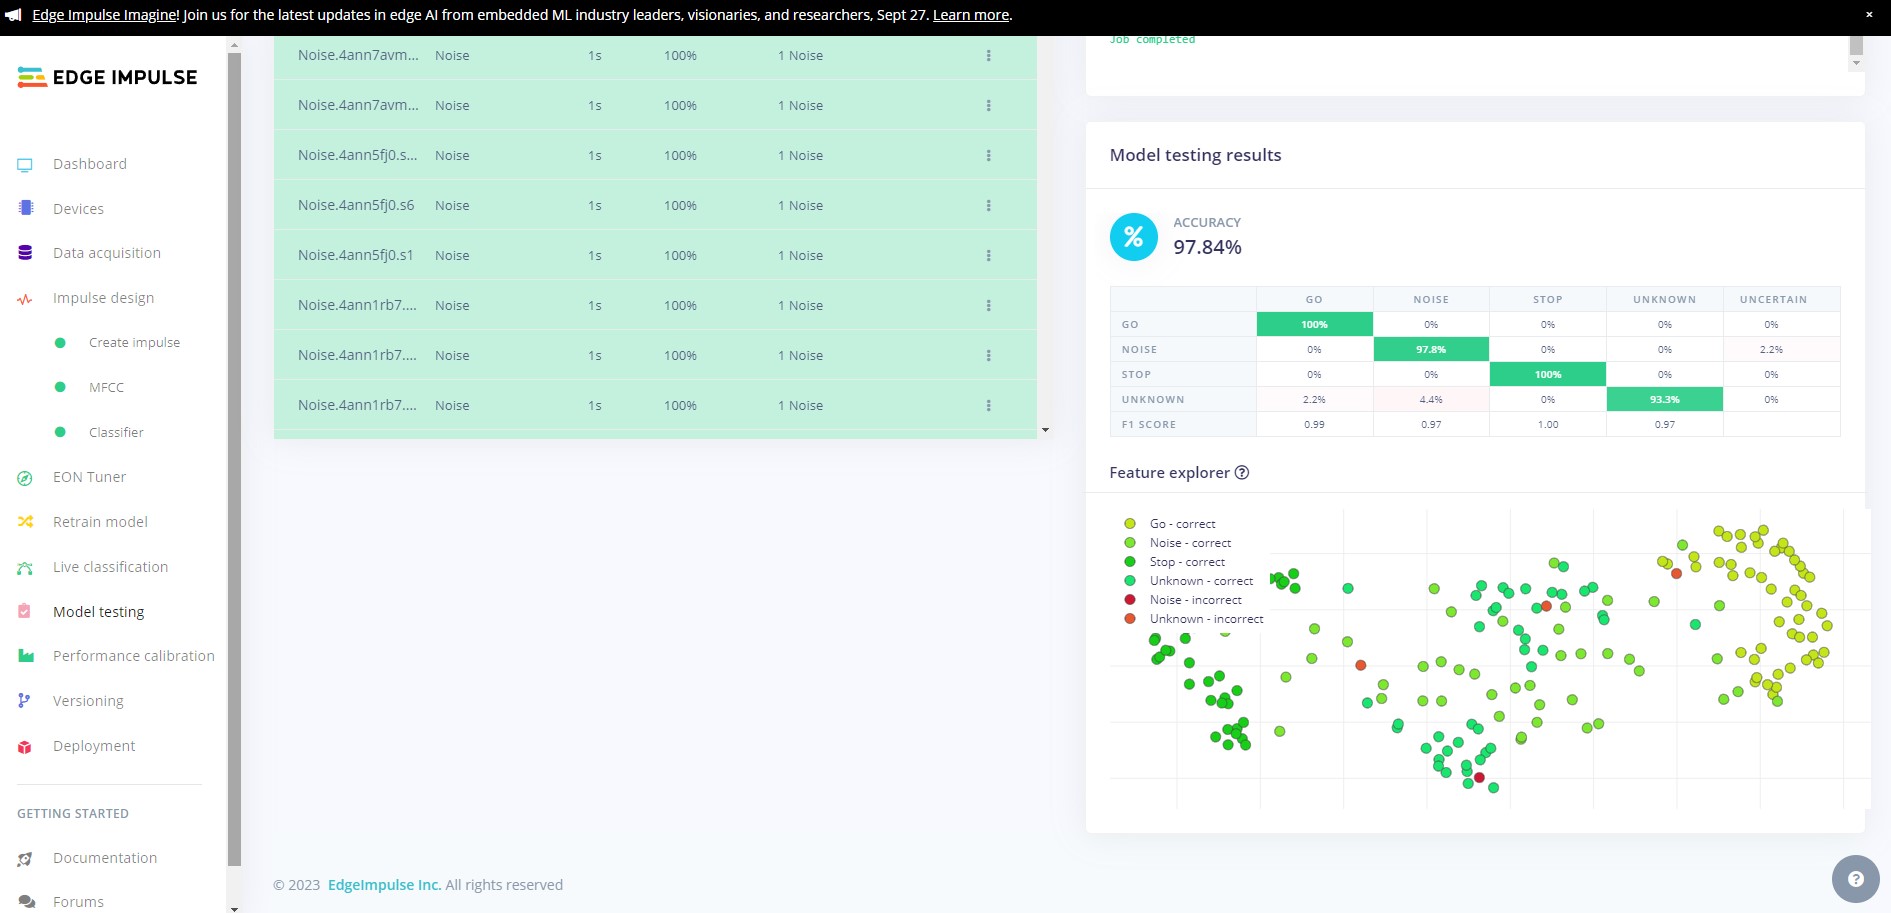 Edge Impulse Imagine! Join us for the latest updates in edge AI from embedded ML industry leaders, visionaries, and researchers, Sept 27. Learn more. ×
EDGE IMPULSE
Dashboard
Devices
Data acquisition
Impulse design
Create impulse
MFCC
Classifier
EON Tuner
Retrain model
Live classification
Model testing
Performance calibration
Versioning
Deployment
GETTING STARTED
Documentation
Forums
Noise.4ann7avm... Noise 1s 100% 1 Noise
Noise.4ann7avm... Noise 1s 100% 1 Noise
Noise.4ann5fj0.s... Noise 1s 100% 1 Noise
Noise.4ann5fj0.s6 Noise 1s 100% 1 Noise
Noise.4ann5fj0.s1 Noise 1s 100% 1 Noise
Noise.4ann1rb7.... Noise 1s 100% 1 Noise
Noise.4ann1rb7.... Noise 1s 100% 1 Noise
Noise.4ann1rb7.... Noise 1s 100% 1 Noise
Job completed
Model testing results
%
ACCURACY
97.84%
GO NOISE STOP UNKNOWN UNCERTAIN
GO 100% 0% 0% 0% 0%
NOISE 0% 97.8% 0% 0% 2.2%
STOP 0% 0% 100% 0% 0%
UNKNOWN 2.2% 4.4% 0% 93.3% 0%
F1 SCORE 0.99 0.97 1.00 0.97
Feature explorer ?
Go - correct
Noise - correct
Stop - correct
Unknown - correct
Noise - incorrect
Unknown - incorrect
© 2023 EdgeImpulse Inc. All rights reserved
?